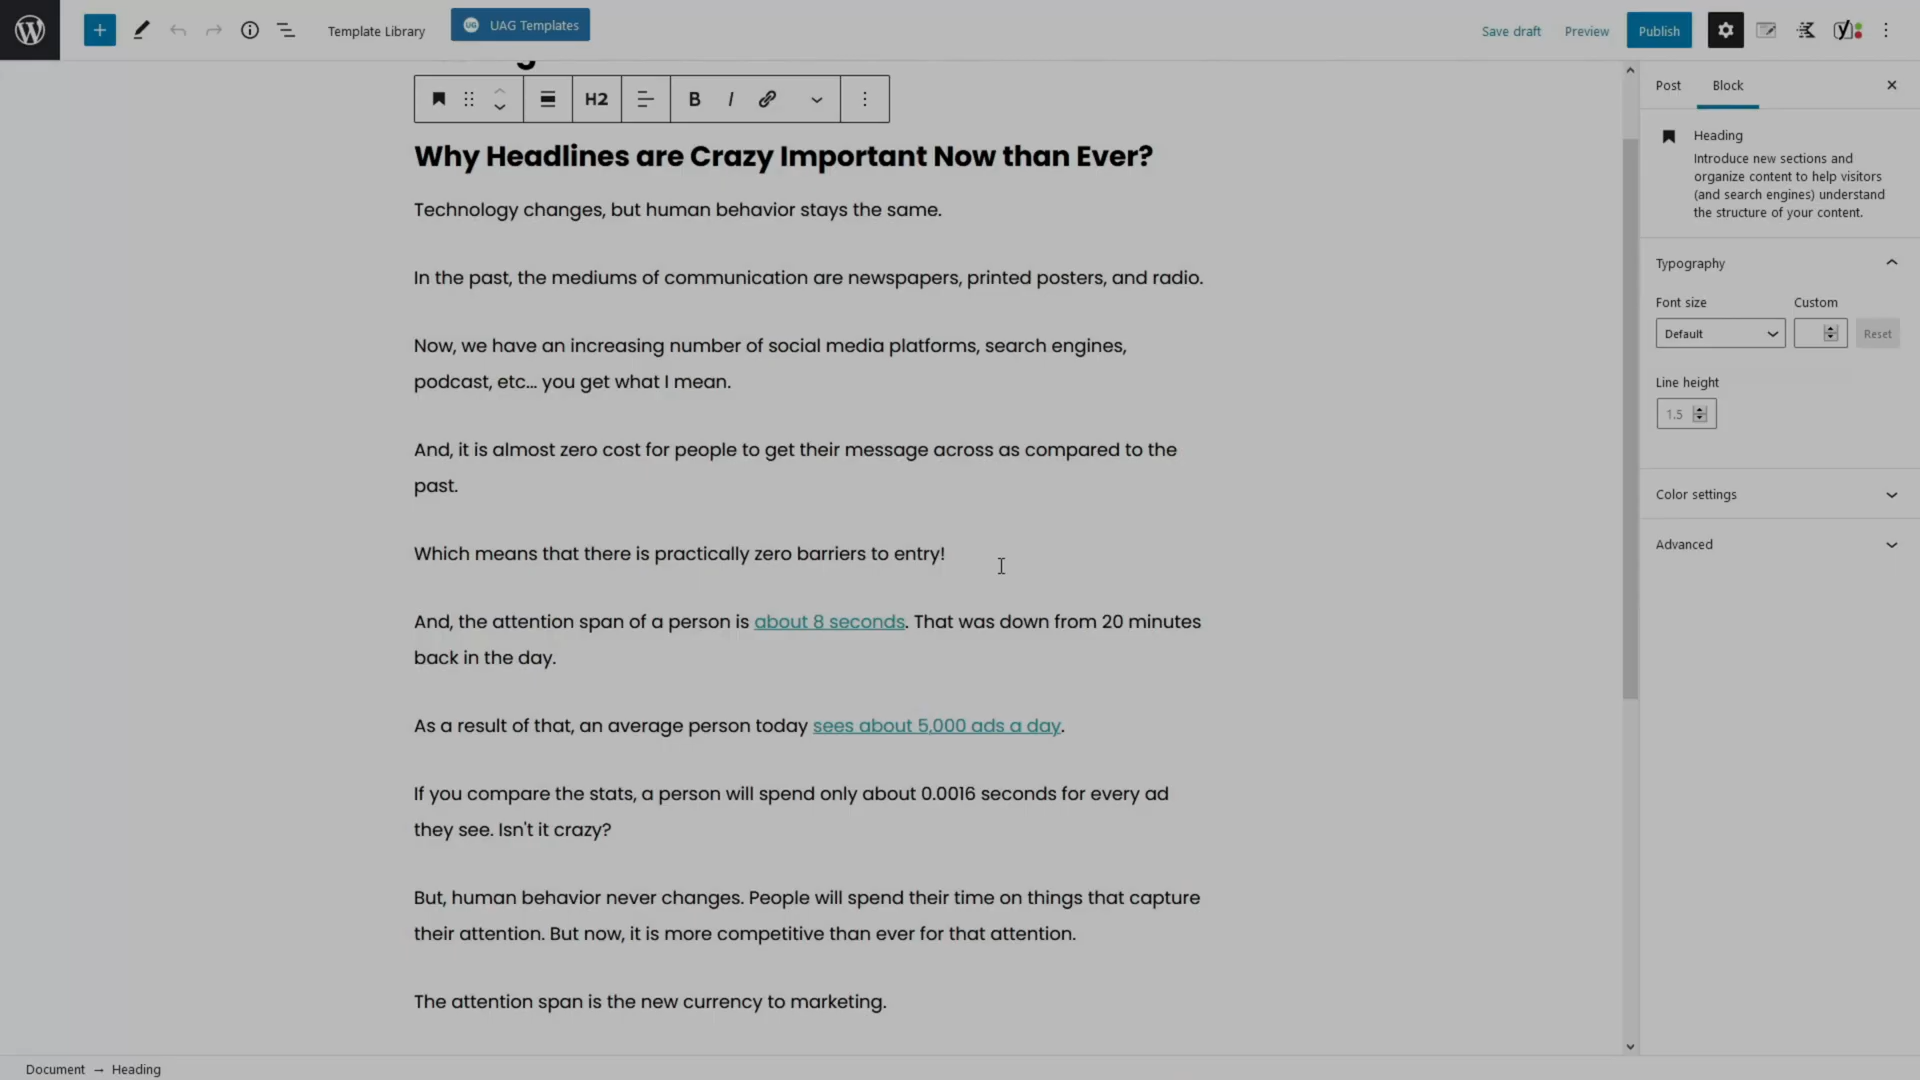 Template Library
UAG Templates
Save draft
Preview
Publish
H2
B
I
Why Headlines are Crazy Important Now than Ever?
Technology changes, but human behavior stays the same.
In the past, the mediums of communication are newspapers, printed posters, and radio.
Now, we have an increasing number of social media platforms, search engines,
podcast, etc... you get what I mean.
And, it is almost zero cost for people to get their message across as compared to the
past.
Which means that there is practically zero barriers to entry!
And, the attention span of a person is about 8 seconds. That was down from 20 minutes
back in the day.
As a result of that, an average person today sees about 5,000 ads a day.
If you compare the stats, a person will spend only about 0.0016 seconds for every ad
they see. Isn't it crazy?
But, human behavior never changes. People will spend their time on things that capture
their attention. But now, it is more competitive than ever for that attention.
The attention span is the new currency to marketing.
Post
Block
Heading
Introduce new sections and
organize content to help visitors
(and search engines) understand
the structure of your content.
Typography
Font size
Custom
Default
Reset
Line height
1.5
Color settings
Advanced
Document → Heading